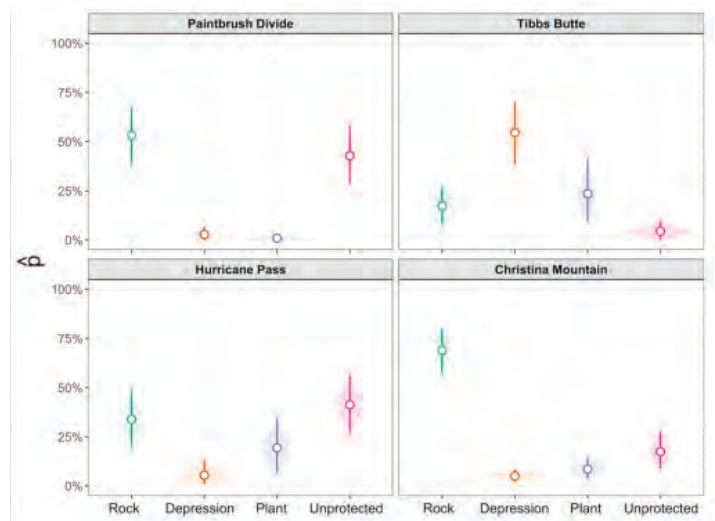 Paintbrush Divide
Tibbs Butte
100%
75%
50%
25%
0%
p̂
Hurricane Pass
Christina Mountain
100%
75%
50%
25%
0%
Rock Depression Plant Unprotected
Rock Depression Plant Unprotected